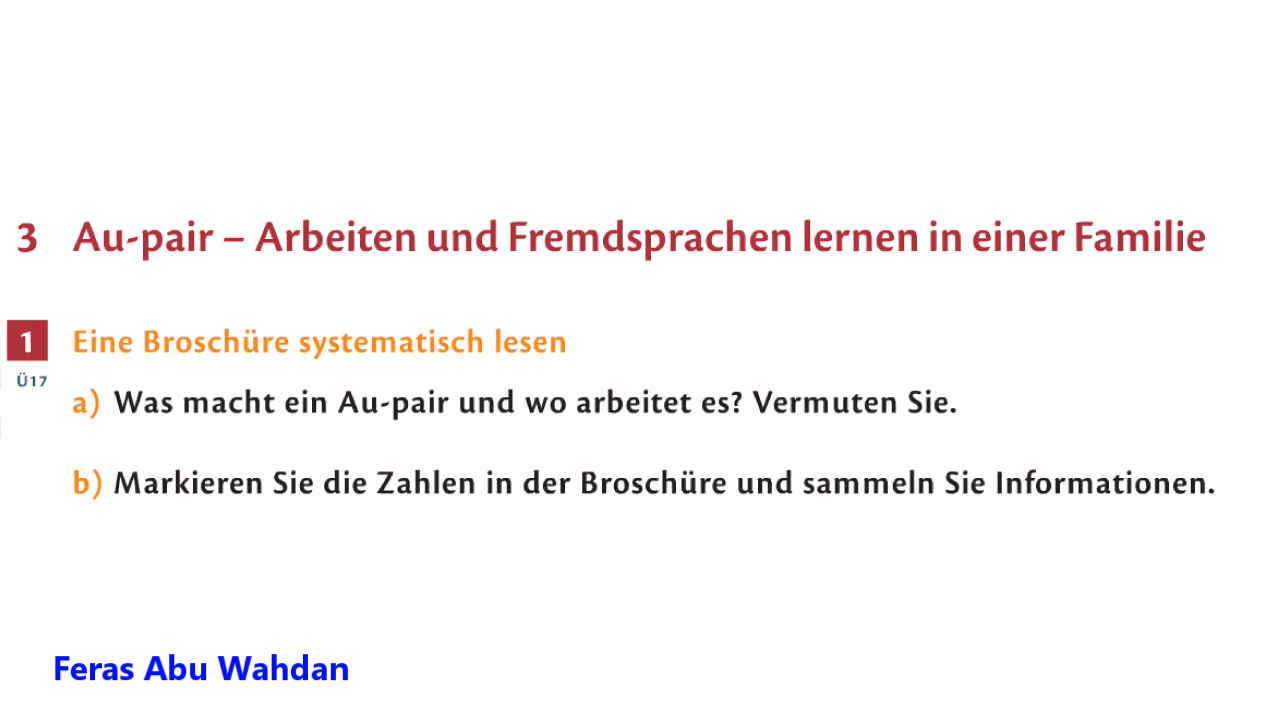 3 Au-pair – Arbeiten und Fremdsprachen lernen in einer Familie
1 Eine Broschüre systematisch lesen
Ü17
a) Was macht ein Au-pair und wo arbeitet es? Vermuten Sie.
b) Markieren Sie die Zahlen in der Broschüre und sammeln Sie Informationen.
Feras Abu Wahdan